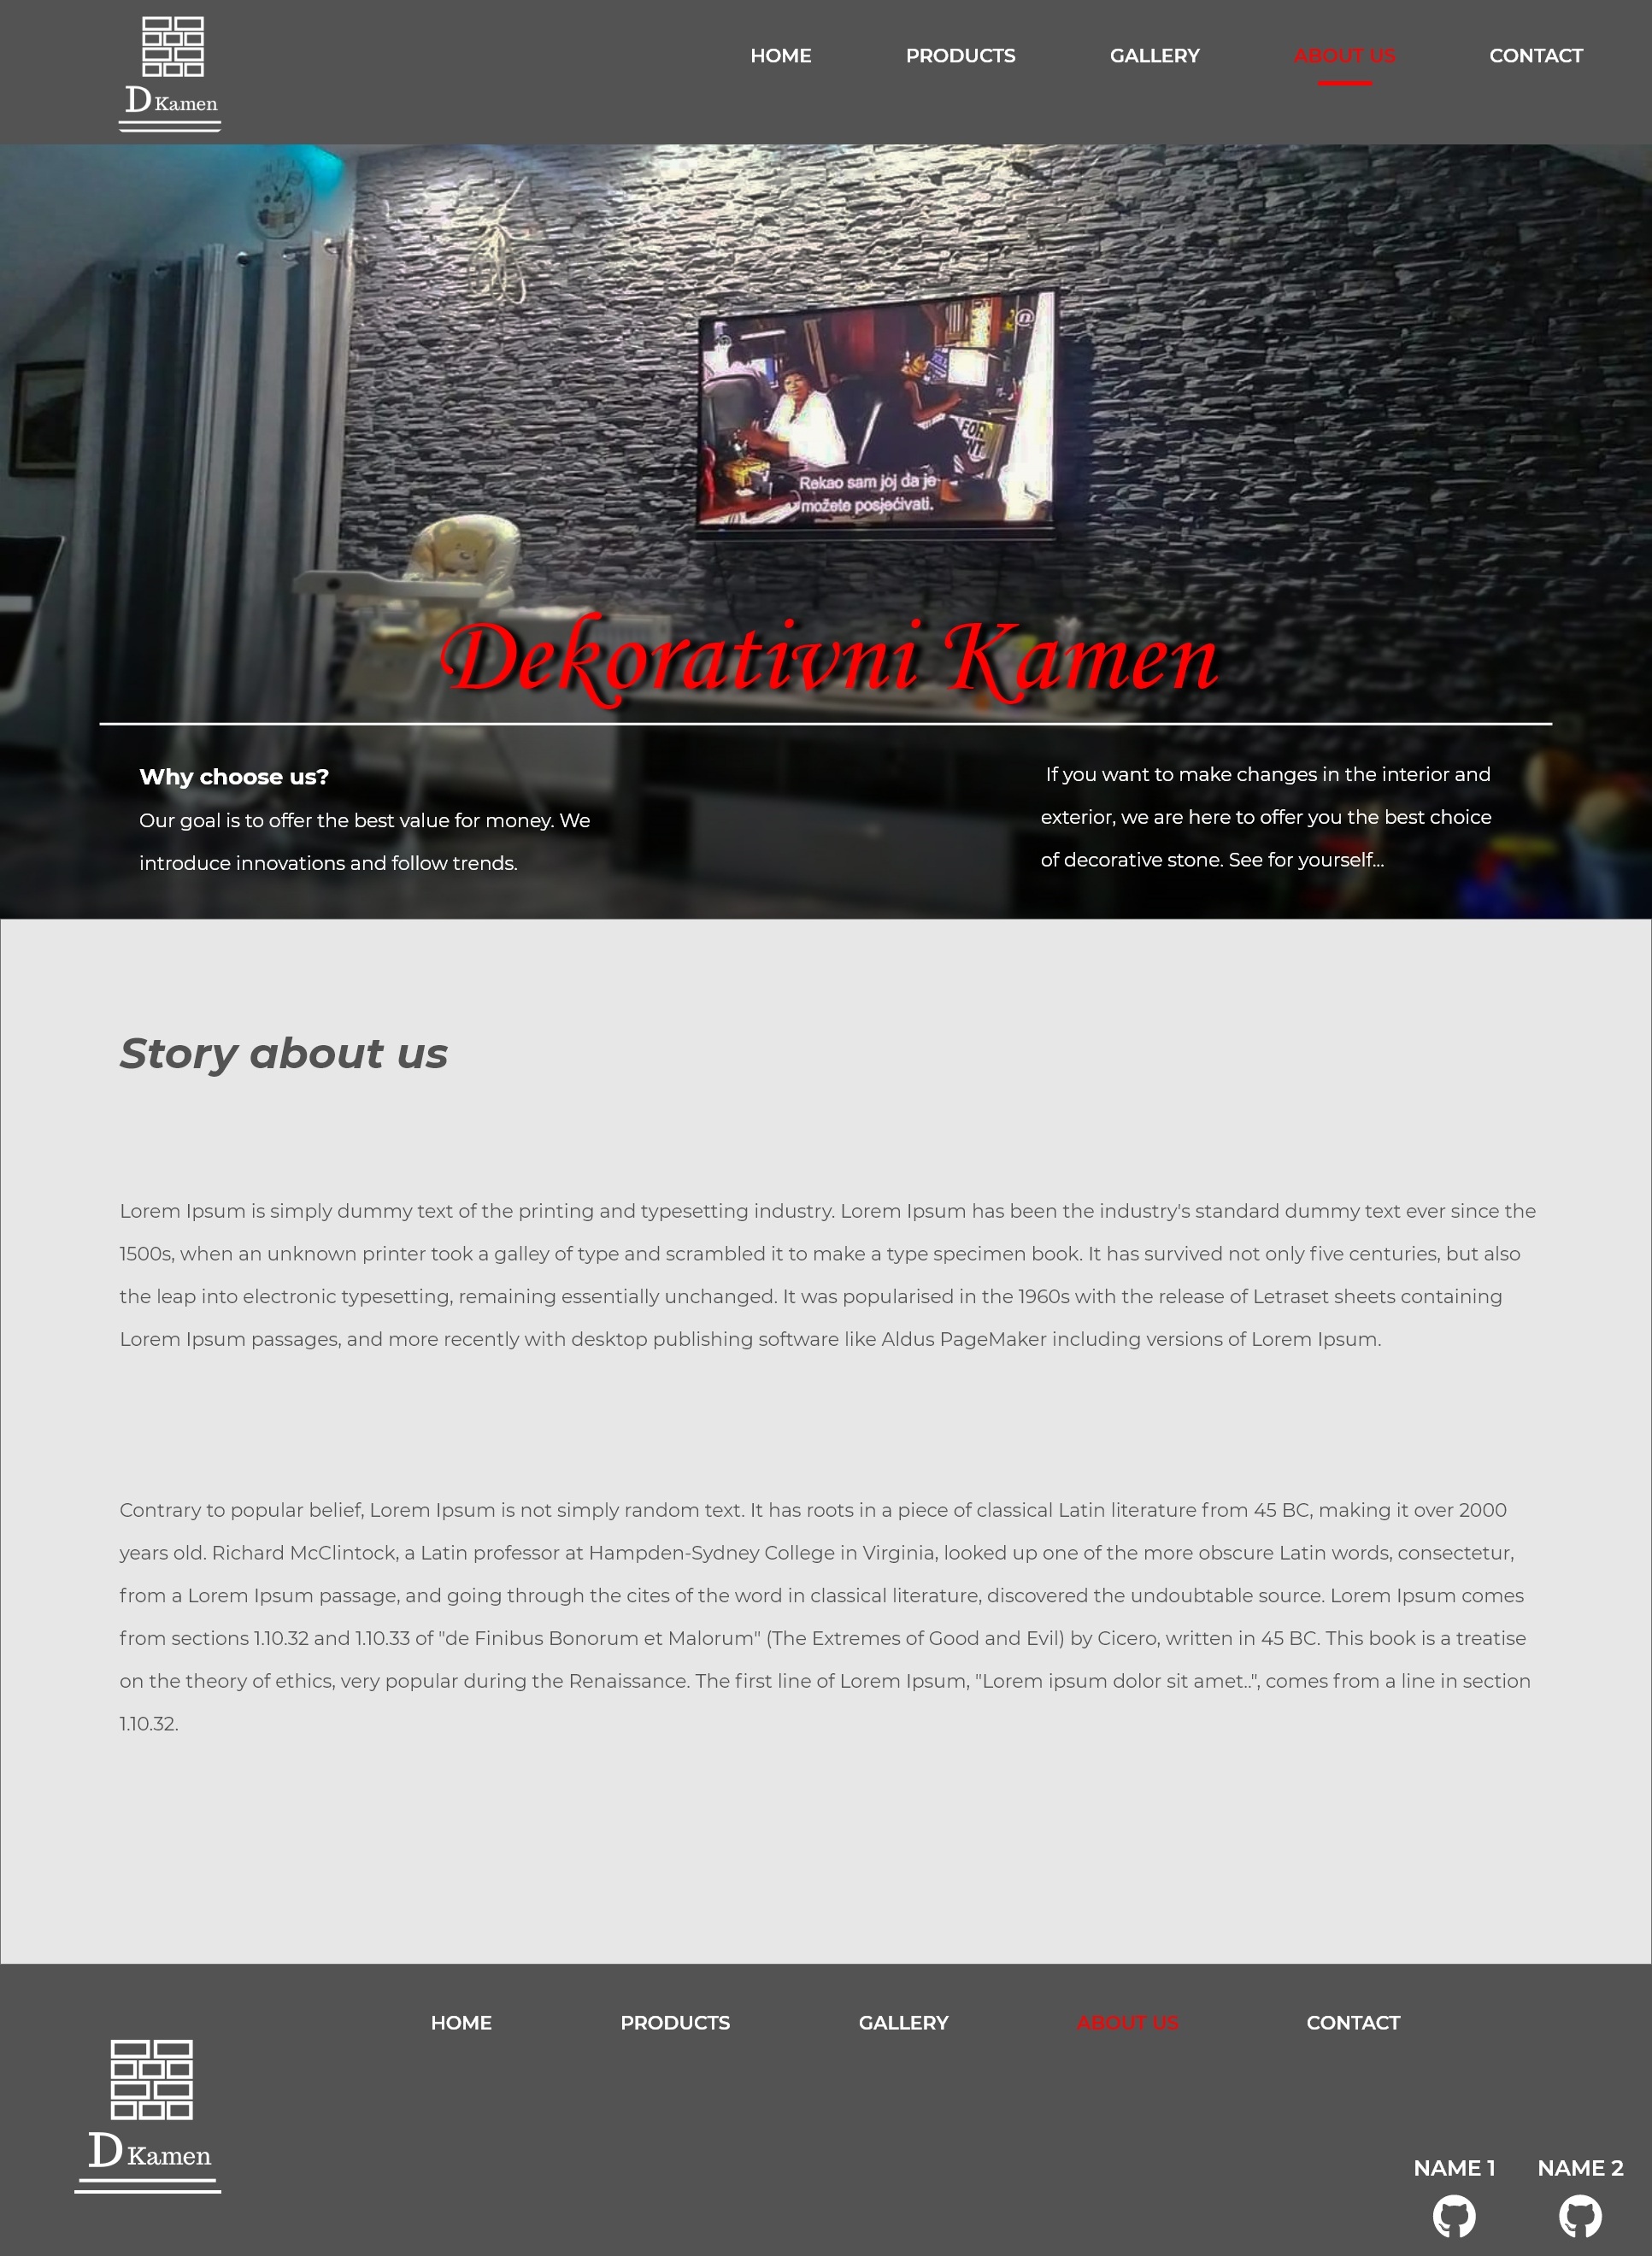 D Kamen
HOME PRODUCTS GALLERY ABOUT US CONTACT
@
Rekao sam joj da je
možete posjećivati.
Dekorativni Kamen
Why choose us?
Our goal is to offer the best value for money. We
introduce innovations and follow trends.
If you want to make changes in the interior and
exterior, we are here to offer you the best choice
of decorative stone. See for yourself...
Story about us
Lorem Ipsum is simply dummy text of the printing and typesetting industry. Lorem Ipsum has been the industry's standard dummy text ever since the
1500s, when an unknown printer took a galley of type and scrambled it to make a type specimen book. It has survived not only five centuries, but also
the leap into electronic typesetting, remaining essentially unchanged. It was popularised in the 1960s with the release of Letraset sheets containing
Lorem Ipsum passages, and more recently with desktop publishing software like Aldus PageMaker including versions of Lorem Ipsum.
Contrary to popular belief, Lorem Ipsum is not simply random text. It has roots in a piece of classical Latin literature from 45 BC, making it over 2000
years old. Richard McClintock, a Latin professor at Hampden-Sydney College in Virginia, looked up one of the more obscure Latin words, consectetur,
from a Lorem Ipsum passage, and going through the cites of the word in classical literature, discovered the undoubtable source. Lorem Ipsum comes
from sections 1.10.32 and 1.10.33 of "de Finibus Bonorum et Malorum" (The Extremes of Good and Evil) by Cicero, written in 45 BC. This book is a treatise
on the theory of ethics, very popular during the Renaissance. The first line of Lorem Ipsum, "Lorem ipsum dolor sit amet..", comes from a line in section
1.10.32.
HOME PRODUCTS GALLERY ABOUT US CONTACT
D Kamen
NAME 1 NAME 2